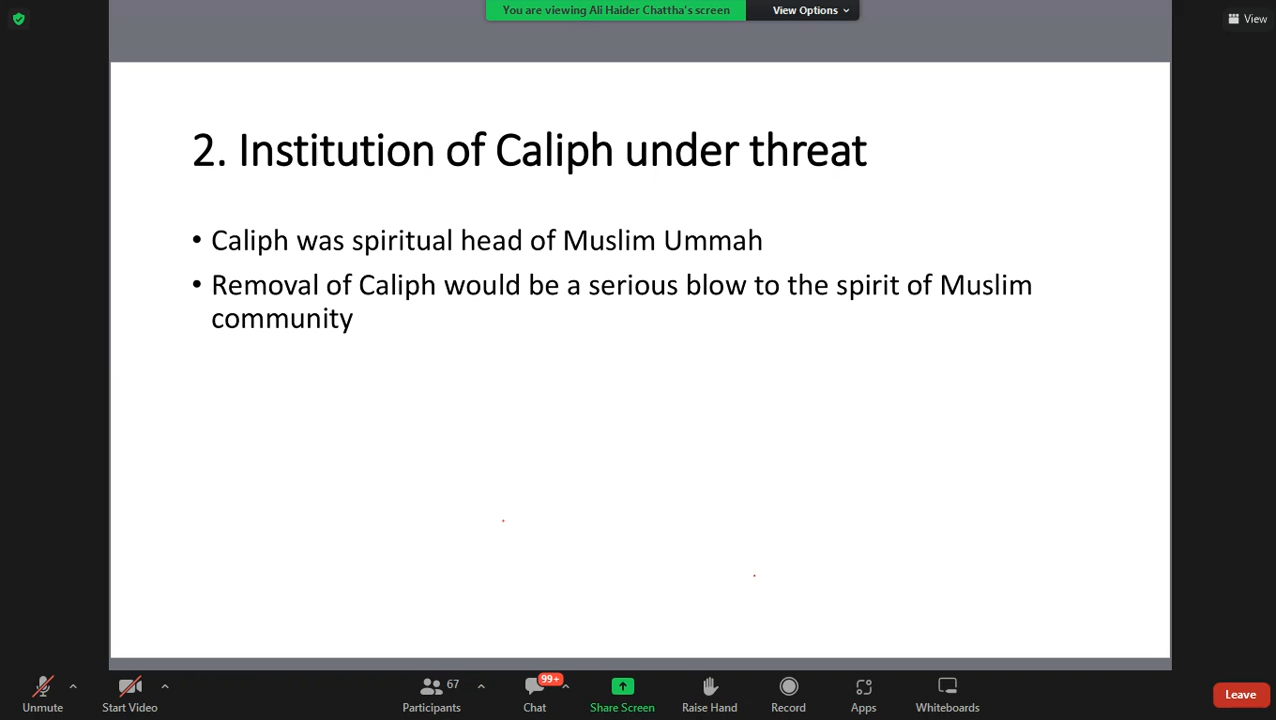 You are viewing Ali Haider Chattha's screen
View Options
View
2. Institution of Caliph under threat
• Caliph was spiritual head of Muslim Ummah
• Removal of Caliph would be a serious blow to the spirit of Muslim
community
67
99+
Unmute
Start Video
Participants
Chat
Share Screen
Raise Hand
Record
Apps
Whiteboards
Leave